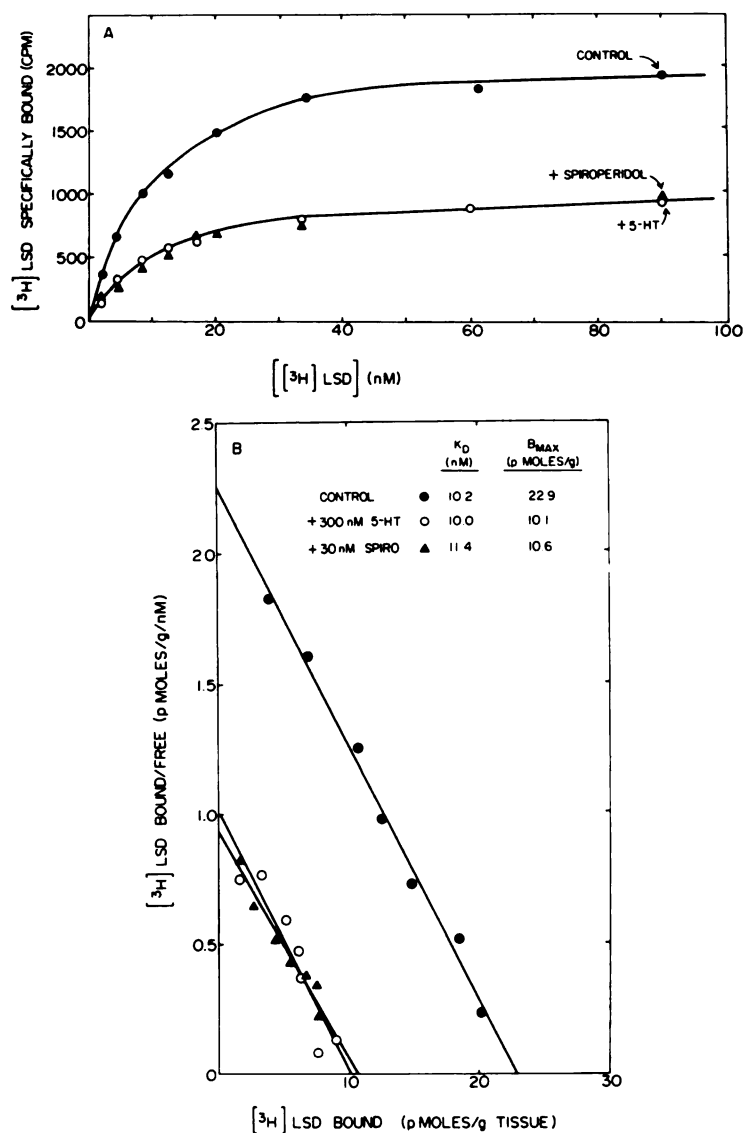 A
CONTROL
+ SPIROPERIDOL
+5-HT
[³H] LSD SPECIFICALLY BOUND (CPM)
2000
1500
1000
500
0
0 20 40 60 80 100
[[³H] LSD] (nM)
B
K_D (nM) B_MAX (p MOLES/g)
CONTROL ● 10.2 22.9
+300 nM 5-HT ○ 10.0 10.1
+30 nM SPIRO ▲ 11.4 10.6
[³H] LSD BOUND/FREE (p MOLES/g/nM)
2.5
2.0
1.5
1.0
0.5
0
10 20 30
[³H] LSD BOUND (p MOLES/g TISSUE)